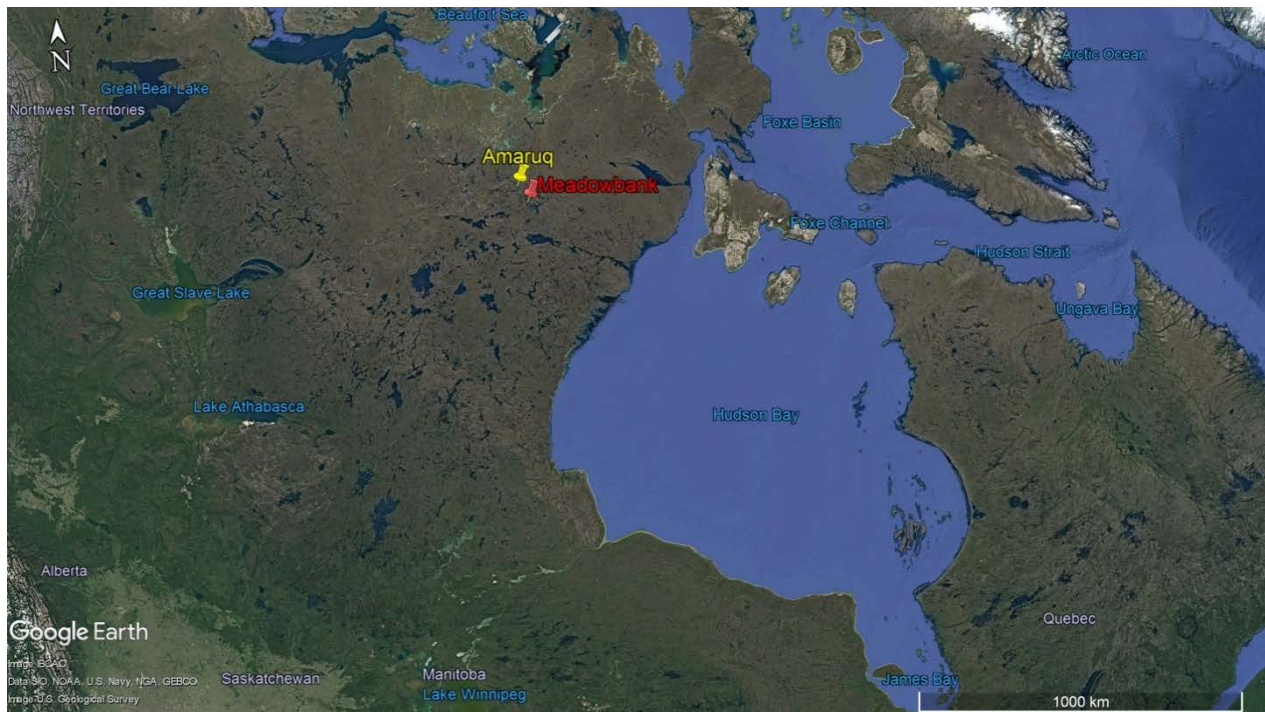 Beaufort Sea
N
Arctic Ocean
Great Bear Lake
Northwest Territories
Foxe Basin
Amaruq
Meadowbank
Foxe Channel
Hudson Strait
Great Slave Lake
Ungava Bay
Lake Athabasca
Hudson Bay
Alberta
Quebec
Google Earth
Image IBCAO
Data SIO, NOAA, U.S. Navy, NGA, GEBCO
Image U.S. Geological Survey
Saskatchewan
Manitoba
Lake Winnipeg
James Bay
1000 km